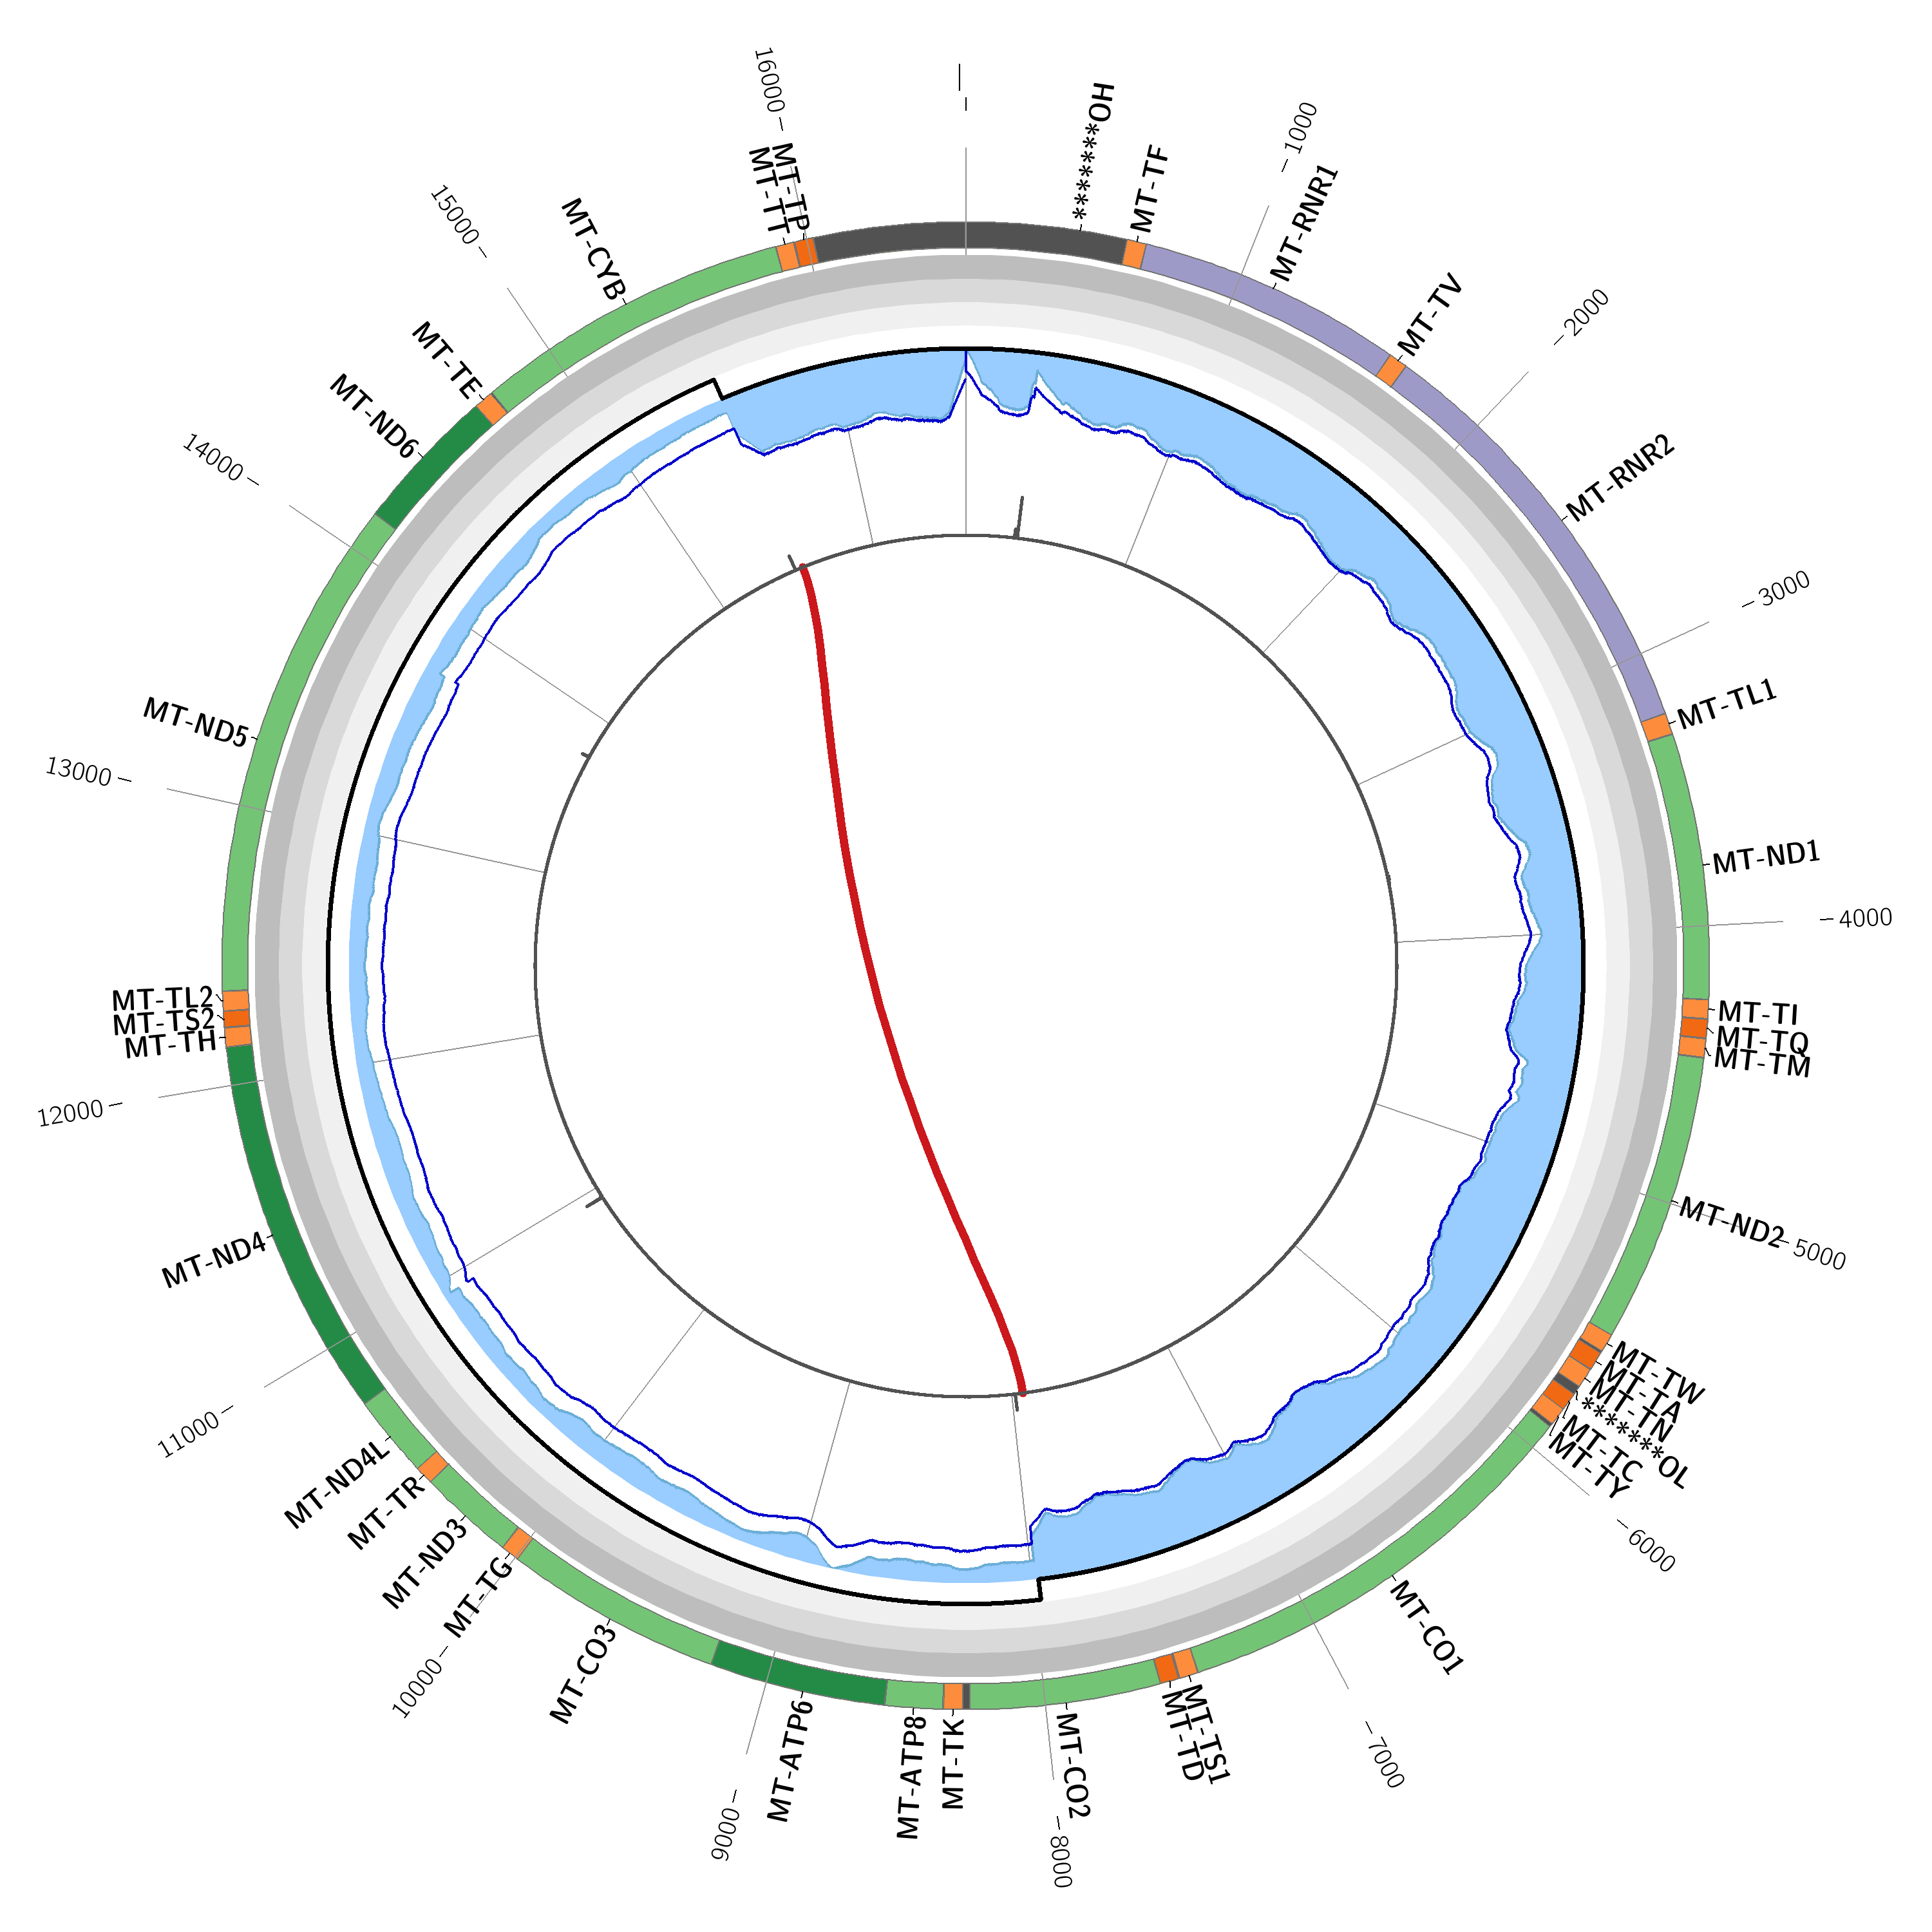 *******OH
MT-TF
1000
MT-RNR1
MT-TV
2000
MT-RNR2
3000
MT-TL1
MT-ND1
4000
MT-TI
MT-TQ
MT-TM
MT-ND2
5000
MT-TW
MT-TA
MT-TN
*******OL
MT-TC
MT-TY
6000
MT-CO1
7000
MT-TS1
MT-TD
MT-CO2
8000
MT-TK
MT-ATP8
MT-ATP6
9000
MT-CO3
MT-TG
10000
MT-ND3
MT-TR
MT-ND4L
11000
MT-ND4
12000
MT-TH
MT-TS2
MT-TL2
13000
MT-ND5
14000
MT-ND6
MT-TE
15000
MT-CYB
MT-TT
MT-TP
16000